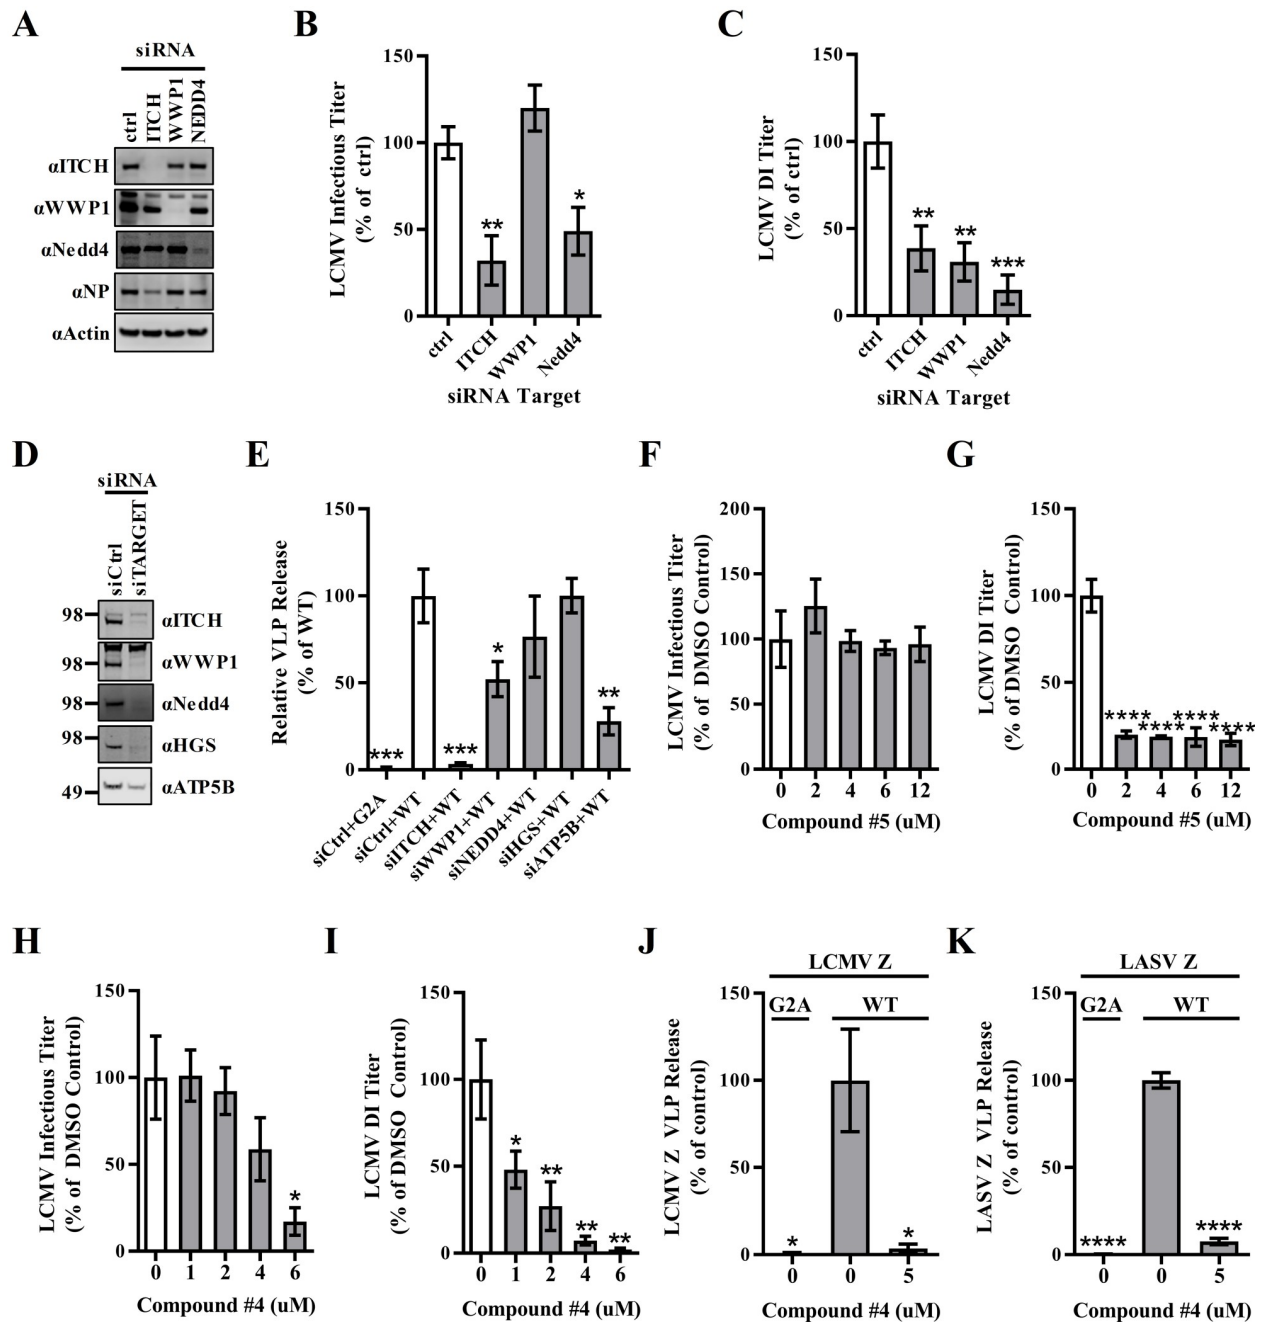 A
siRNA
ctrl
ITCH
WWP1
NEDD4
αITCH
αWWP1
αNedd4
αNP
αActin
B
LCMV Infectious Titer
(% of ctrl)
150
100
50
0
**
*
ctrl
ITCH
WWP1
Nedd4
siRNA Target
C
LCMV DI Titer
(% of ctrl)
150
100
50
0
**
**
***
ctrl
ITCH
WWP1
Nedd4
siRNA Target
D
siRNA
siCtrl
siTARGET
98
αITCH
98
αWWP1
98
αNedd4
98
αHGS
49
αATP5B
E
Relative VLP Release
(% of WT)
150
100
50
0
***
***
*
**
siCtrl+G2A
siCtrl+WT
siITCH+WT
siWWP1+WT
siNEDD4+WT
siHGS+WT
siATP5B+WT
F
LCMV Infectious Titer
(% of DMSO Control)
200
150
100
50
0
0 2 4 6 12
Compound #5 (uM)
G
LCMV DI Titer
(% of DMSO Control)
150
100
50
0
**** **** **** ****
0 2 4 6 12
Compound #5 (uM)
H
LCMV Infectious Titer
(% of DMSO Control)
150
100
50
0
*
0 1 2 4 6
Compound #4 (uM)
I
LCMV DI Titer
(% of DMSO Control)
150
100
50
0
*
**
**
**
0 1 2 4 6
Compound #4 (uM)
J
LCMV Z
G2A WT
LCMV Z VLP Release
(% of control)
150
100
50
0
*
*
0 0 5
Compound #4 (uM)
K
LASV Z
G2A WT
LASV Z VLP Release
(% of control)
150
100
50
0
****
****
0 0 5
Compound #4 (uM)